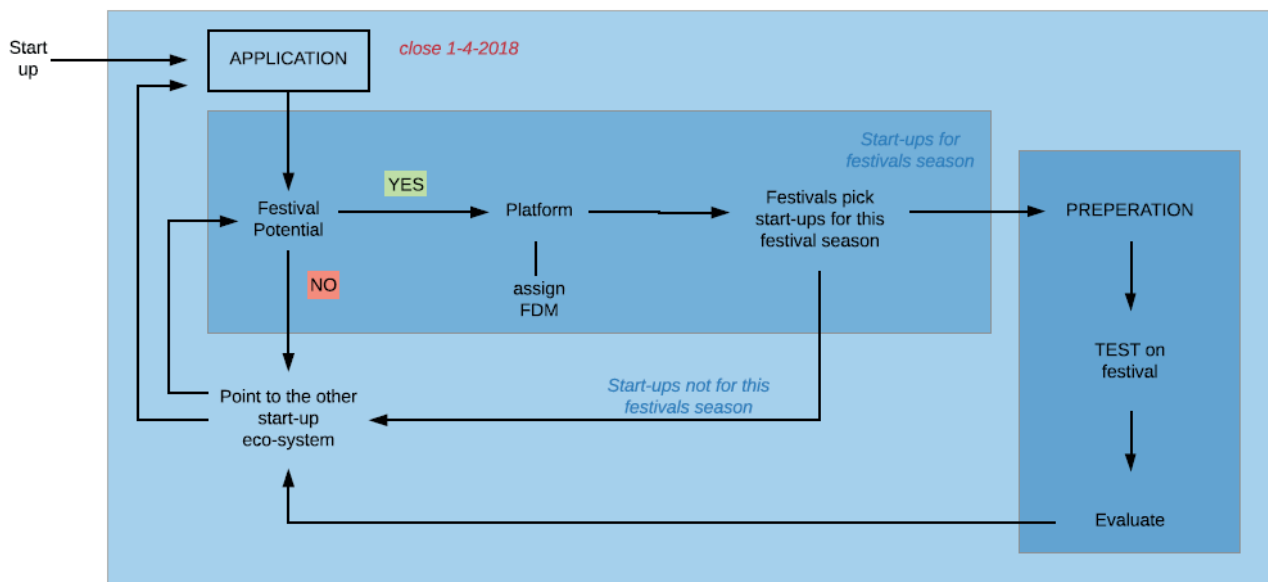 Start
up
APPLICATION
close 1-4-2018
Start-ups for
festivals season
YES
Festival
Potential
Platform
Festivals pick
start-ups for this
festival season
PREPERATION
NO
assign
FDM
TEST on
festival
Point to the other
start-up
eco-system
Start-ups not for this
festivals season
Evaluate